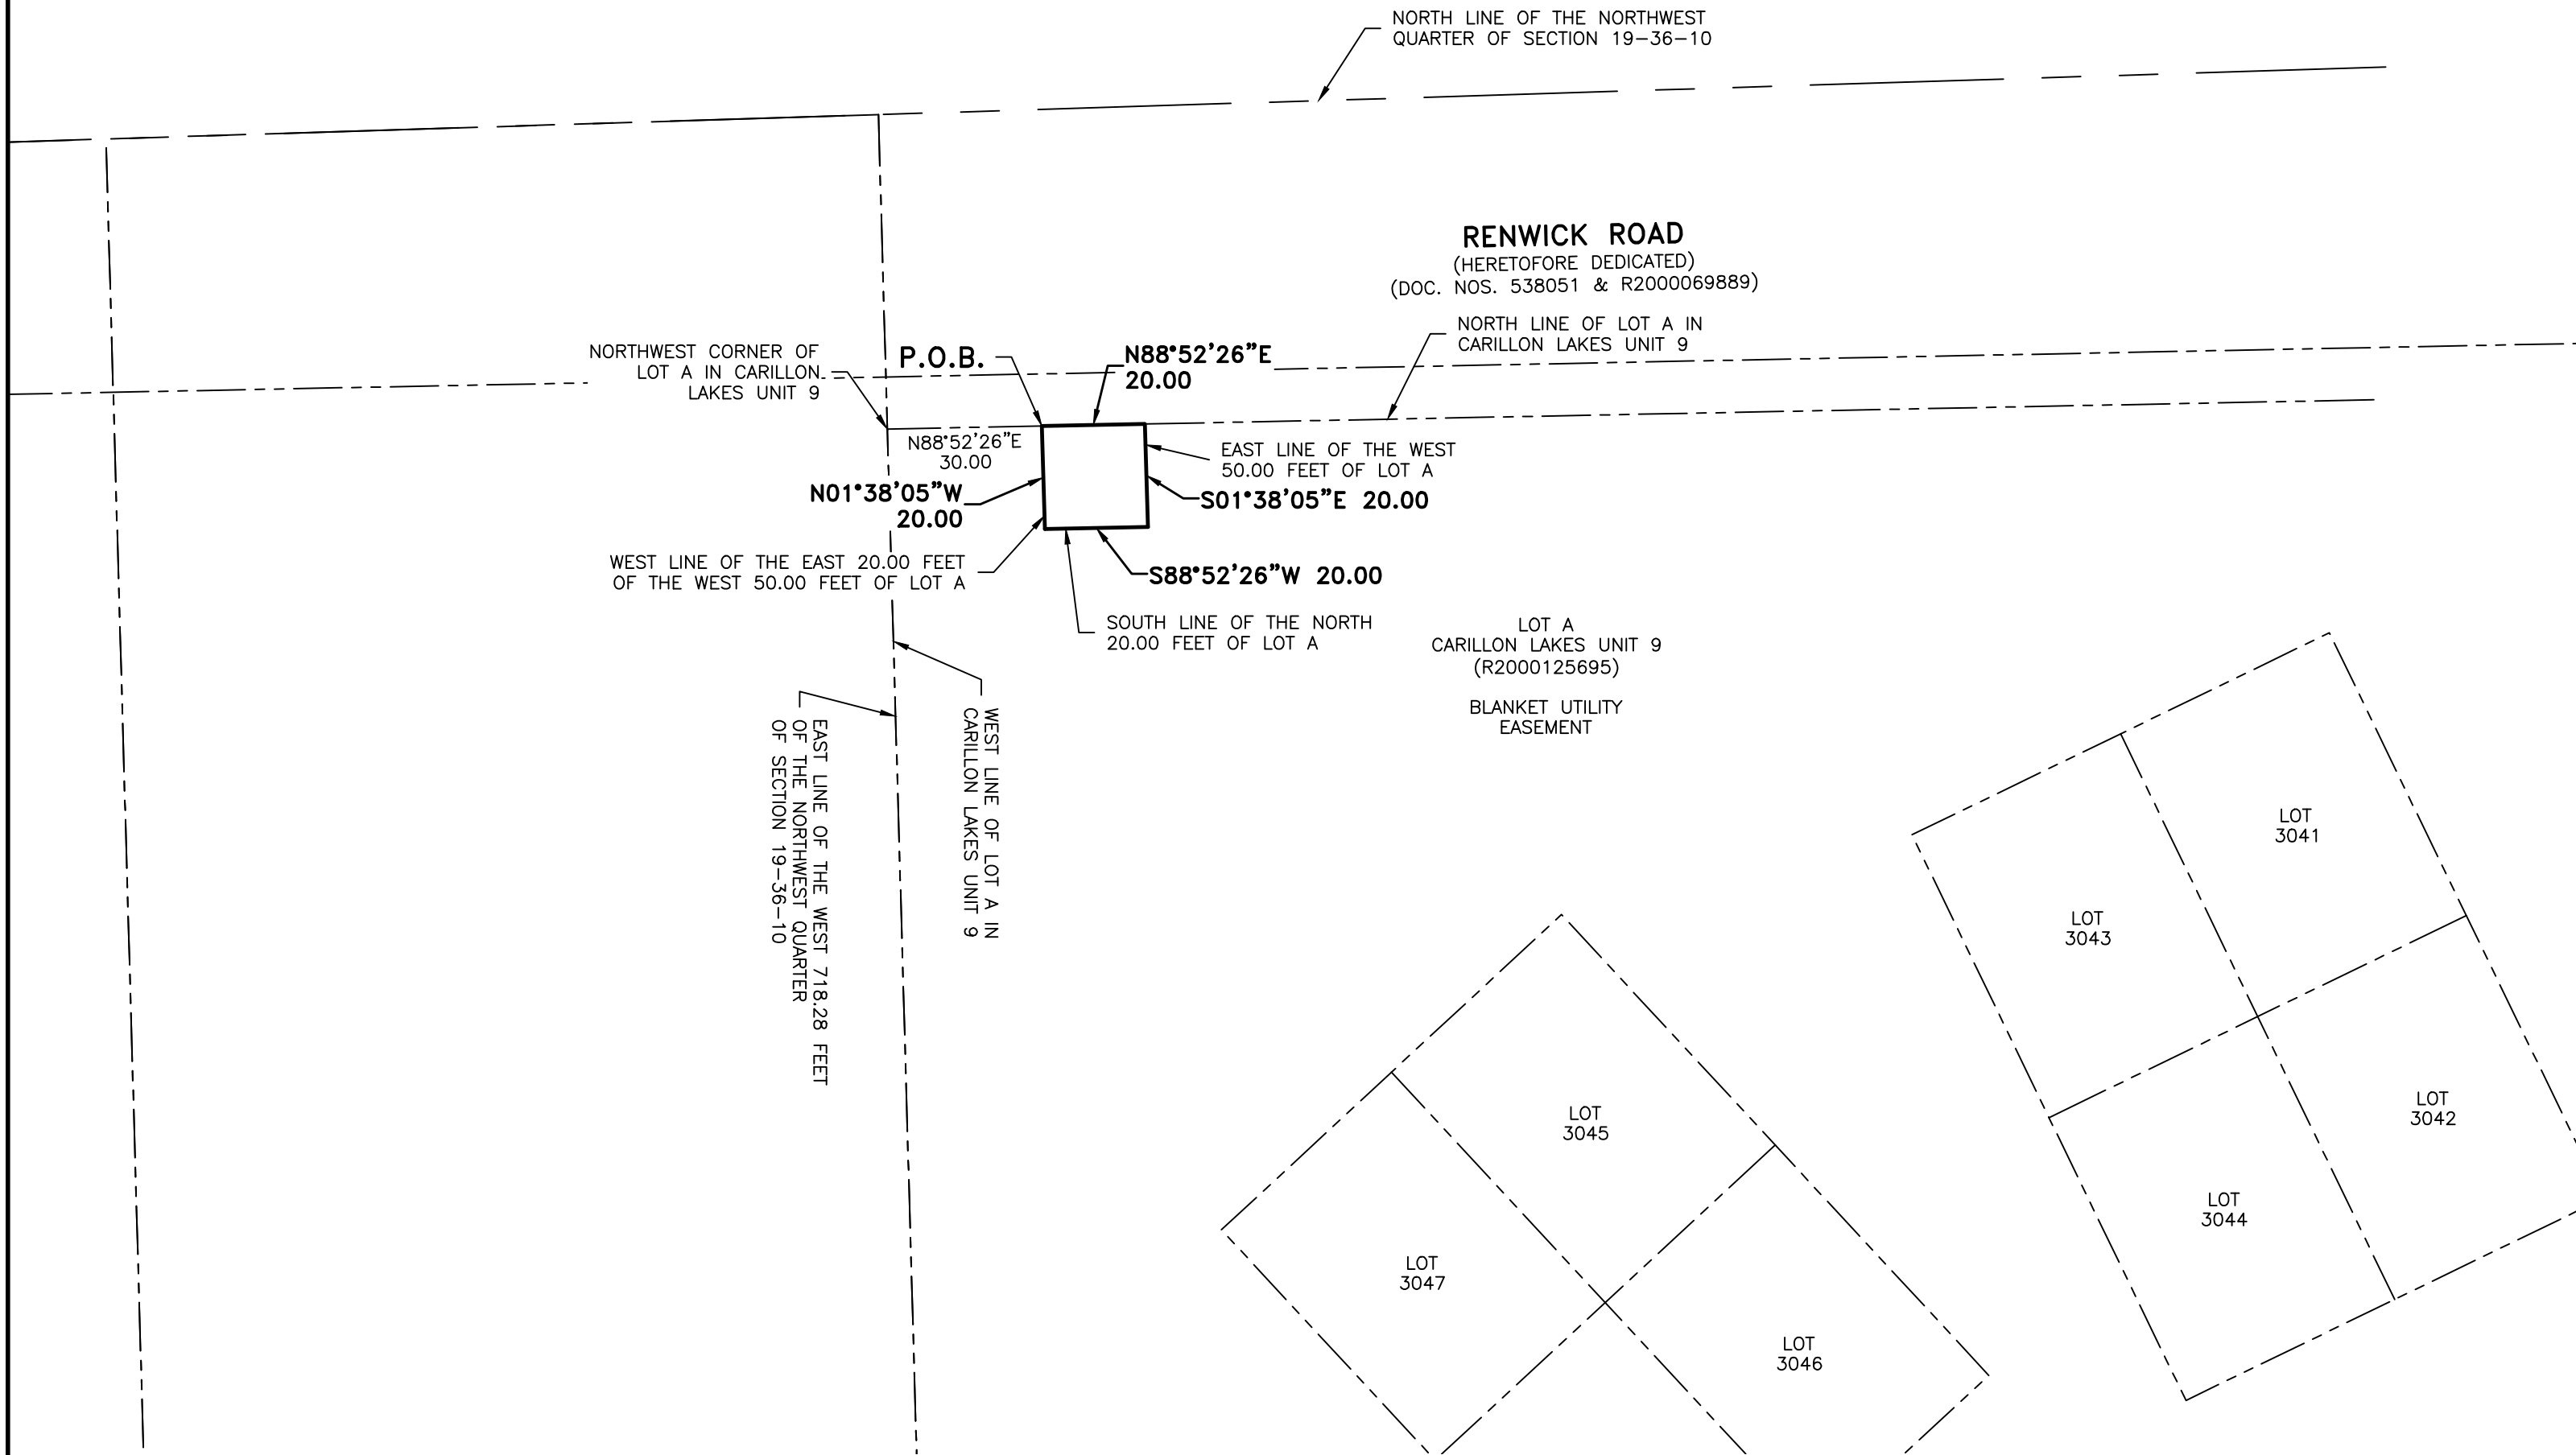 NORTH LINE OF THE NORTHWEST
QUARTER OF SECTION 19-36-10
RENWICK ROAD
(HERETOFORE DEDICATED)
(DOC. NOS. 538051 & R2000069889)
NORTH LINE OF LOT A IN
CARILLON LAKES UNIT 9
NORTHWEST CORNER OF
LOT A IN CARILLON
LAKES UNIT 9
P.O.B.
N88°52'26"E
20.00
N88°52'26"E
30.00
EAST LINE OF THE WEST
50.00 FEET OF LOT A
N01°38'05"W
20.00
S01°38'05"E 20.00
WEST LINE OF THE EAST 20.00 FEET
OF THE WEST 50.00 FEET OF LOT A
S88°52'26"W 20.00
SOUTH LINE OF THE NORTH
20.00 FEET OF LOT A
LOT A
CARILLON LAKES UNIT 9
(R2000125695)
BLANKET UTILITY
EASEMENT
WEST LINE OF LOT A IN
CARILLON LAKES UNIT 9
EAST LINE OF THE WEST 718.28 FEET
OF THE NORTHWEST QUARTER
OF SECTION 19-36-10
LOT
3041
LOT
3043
LOT
3042
LOT
3045
LOT
3044
LOT
3047
LOT
3046